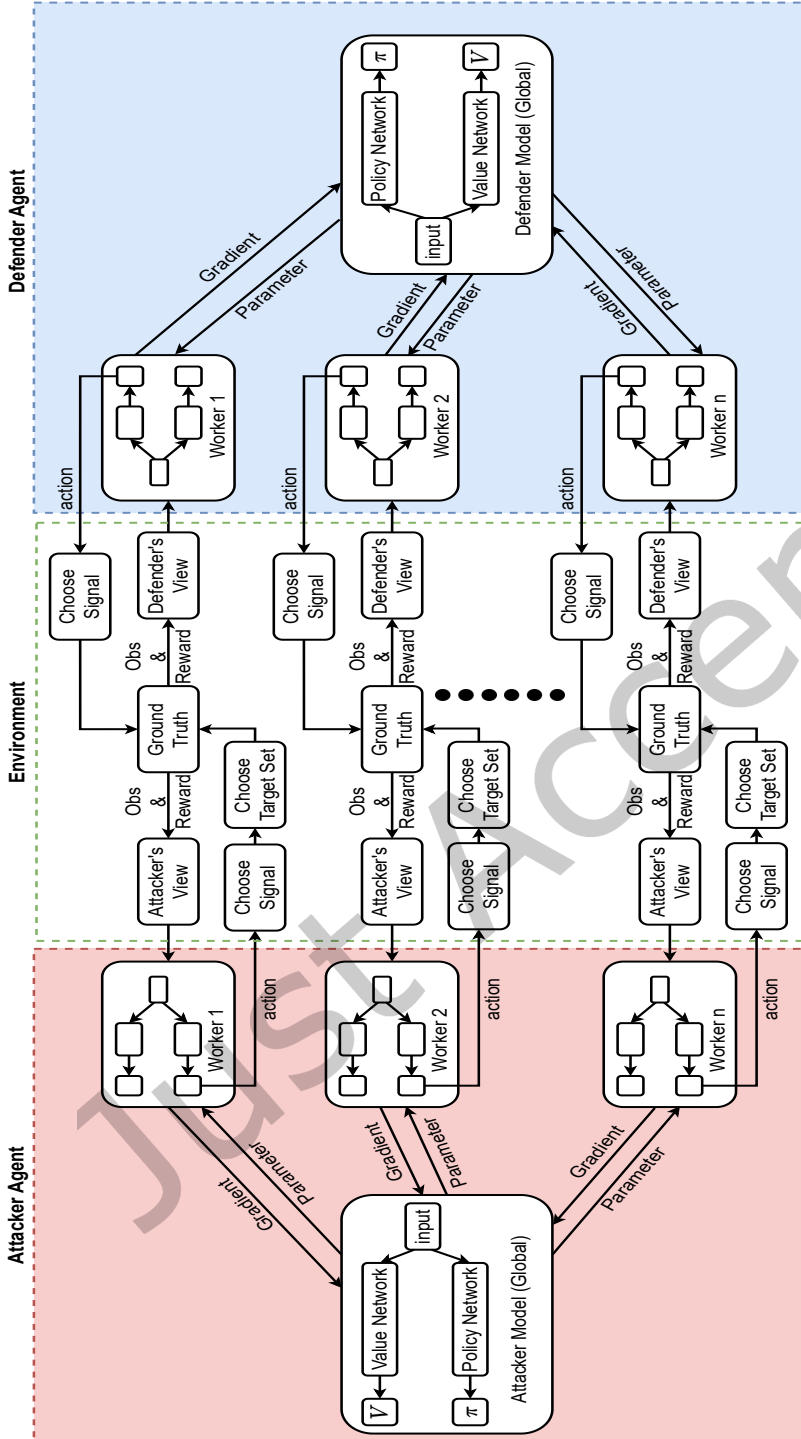 Attacker Agent
Environment
Defender Agent
Worker 1
action
Attacker's
View
Obs
&
Reward
Ground
Truth
Obs
&
Reward
Defender's
View
Choose
Signal
Choose
Target Set
Choose
Signal
action
Worker 1
Gradient
Parameter
Gradient
Parameter
Value Network
V
input
Policy Network
π
Attacker Model (Global)
Gradient
Parameter
Worker 2
action
Attacker's
View
Obs
&
Reward
Ground
Truth
Obs
&
Reward
Defender's
View
Choose
Signal
Choose
Target Set
Choose
Signal
action
Worker 2
Gradient
Parameter
Policy Network
π
input
Value Network
V
Defender Model (Global)
Gradient
Parameter
Worker n
action
Attacker's
View
Obs
&
Reward
Ground
Truth
Obs
&
Reward
Defender's
View
Choose
Signal
Choose
Target Set
Choose
Signal
action
Worker n
Gradient
Parameter
Just